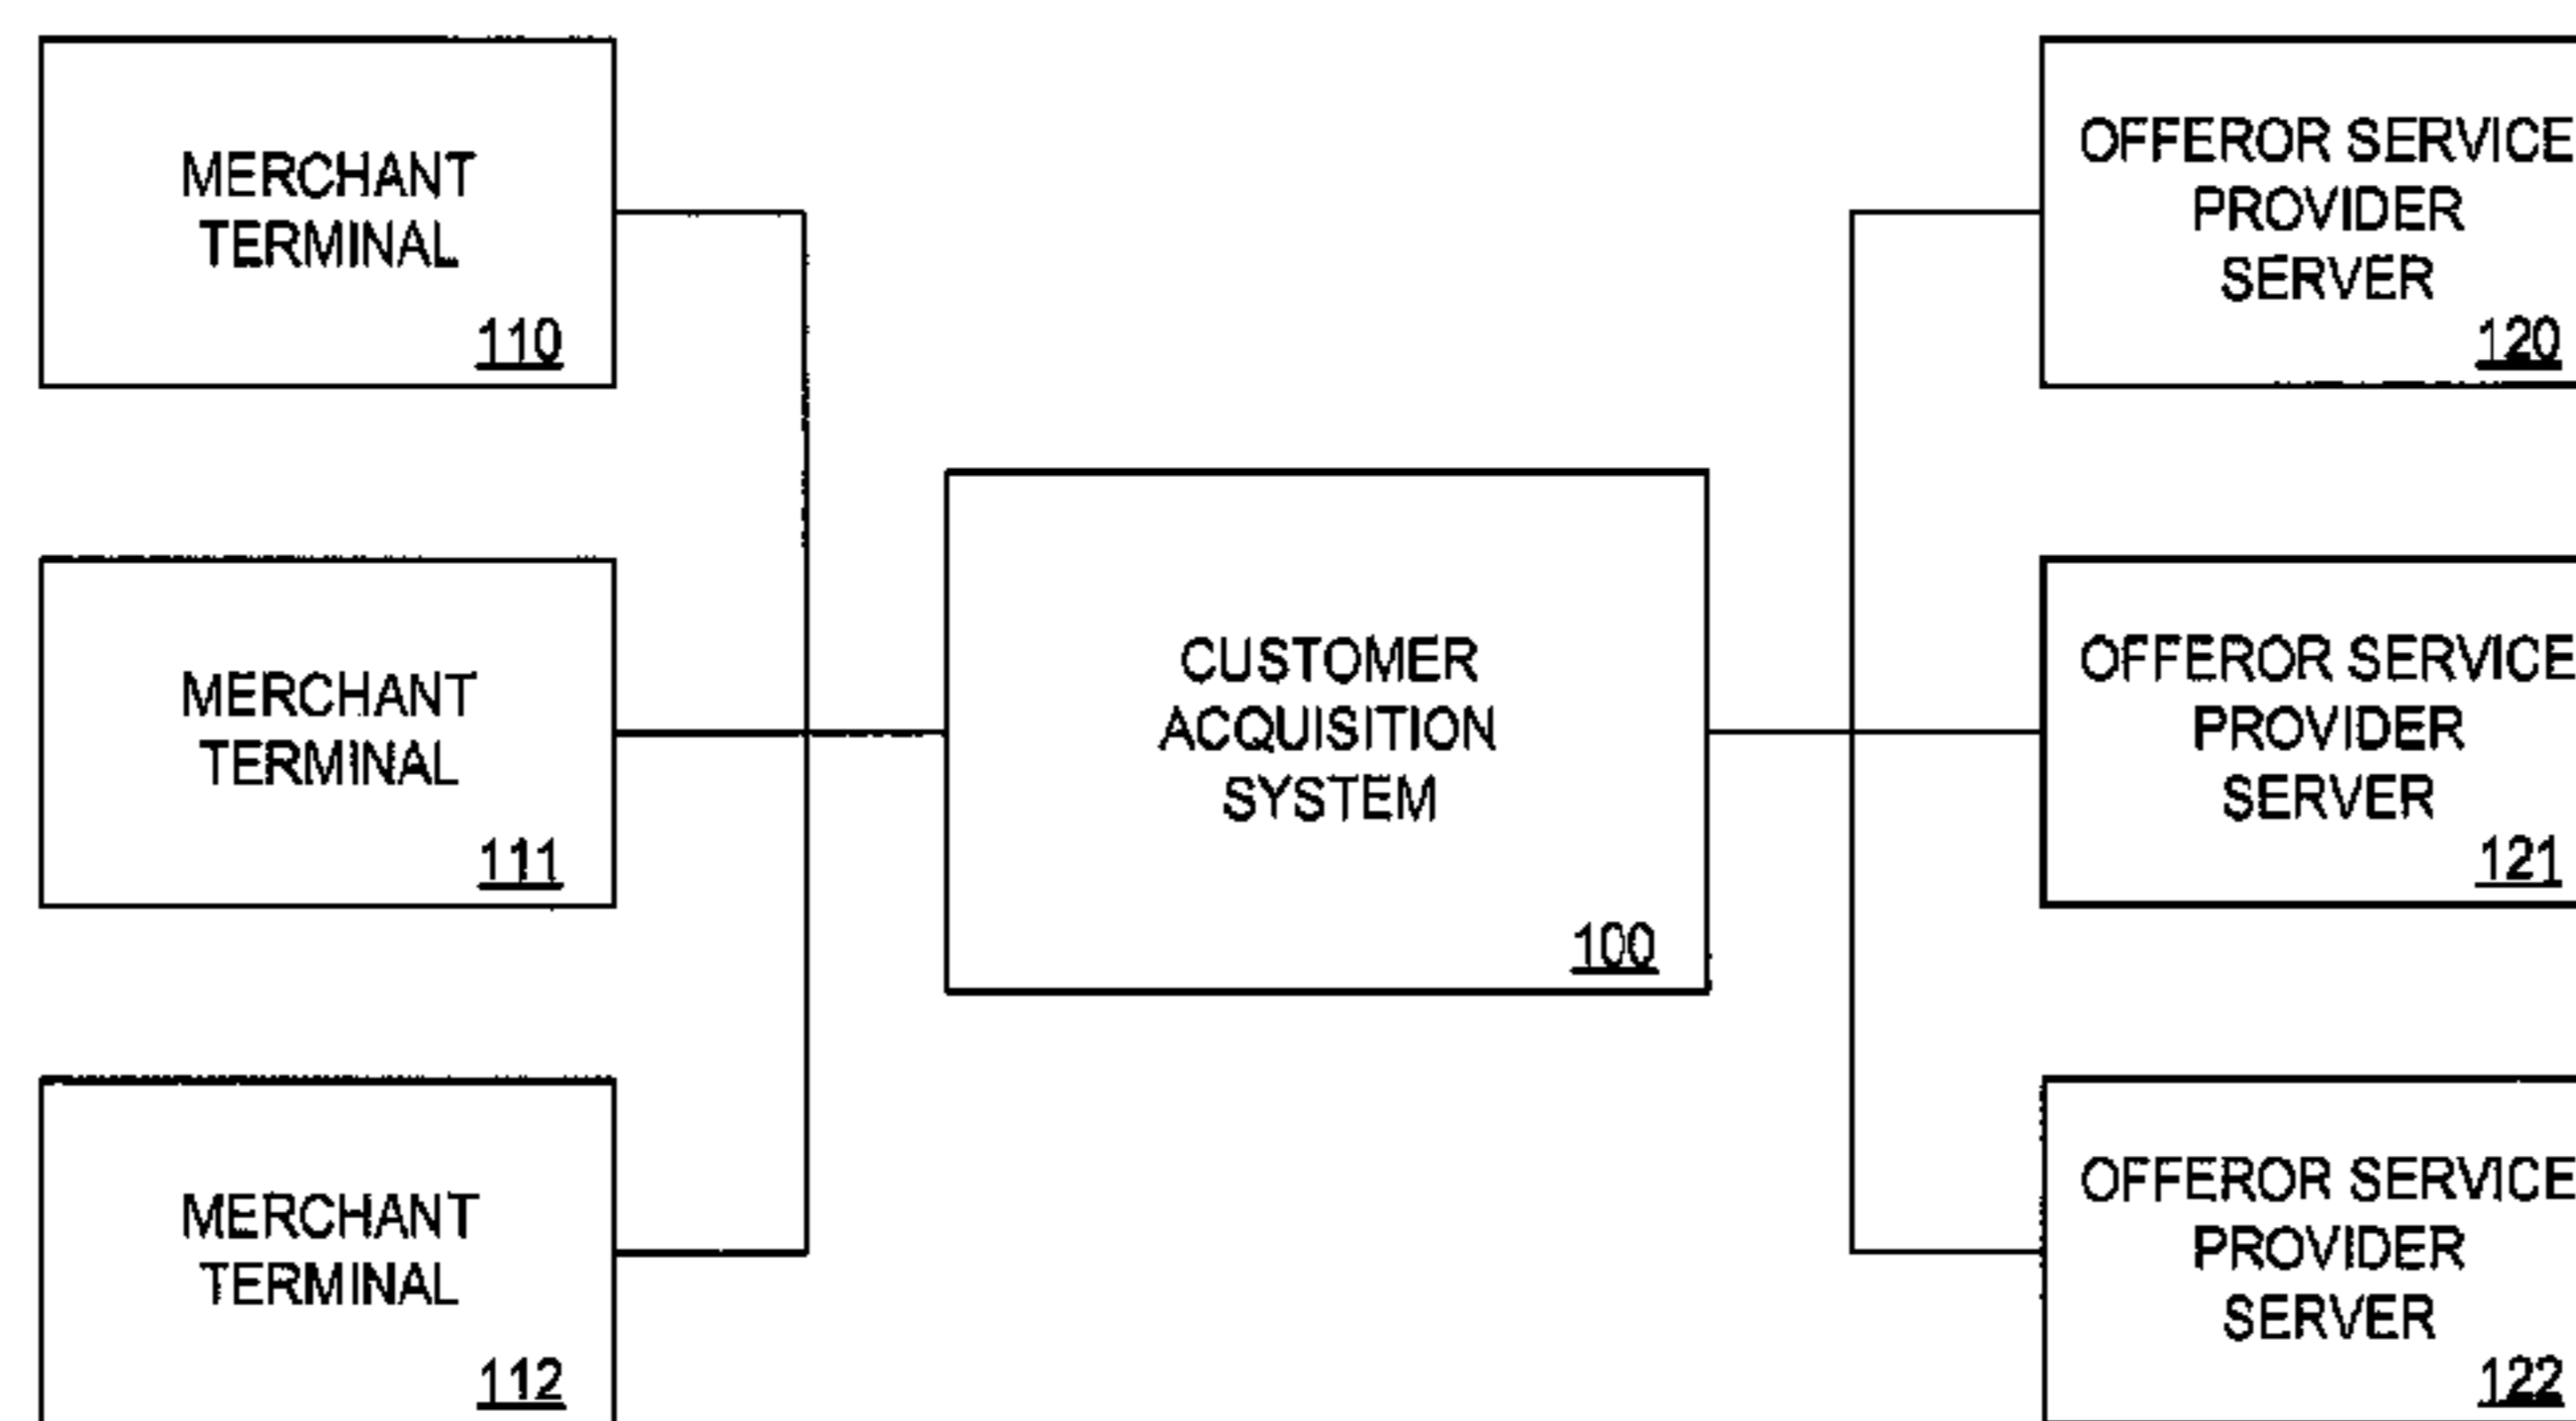 MERCHANT
TERMINAL
110
MERCHANT
TERMINAL
111
MERCHANT
TERMINAL
112
CUSTOMER
ACQUISITION
SYSTEM
100
OFFEROR SERVICE
PROVIDER
SERVER
120
OFFEROR SERVICE
PROVIDER
SERVER
121
OFFEROR SERVICE
PROVIDER
SERVER
122